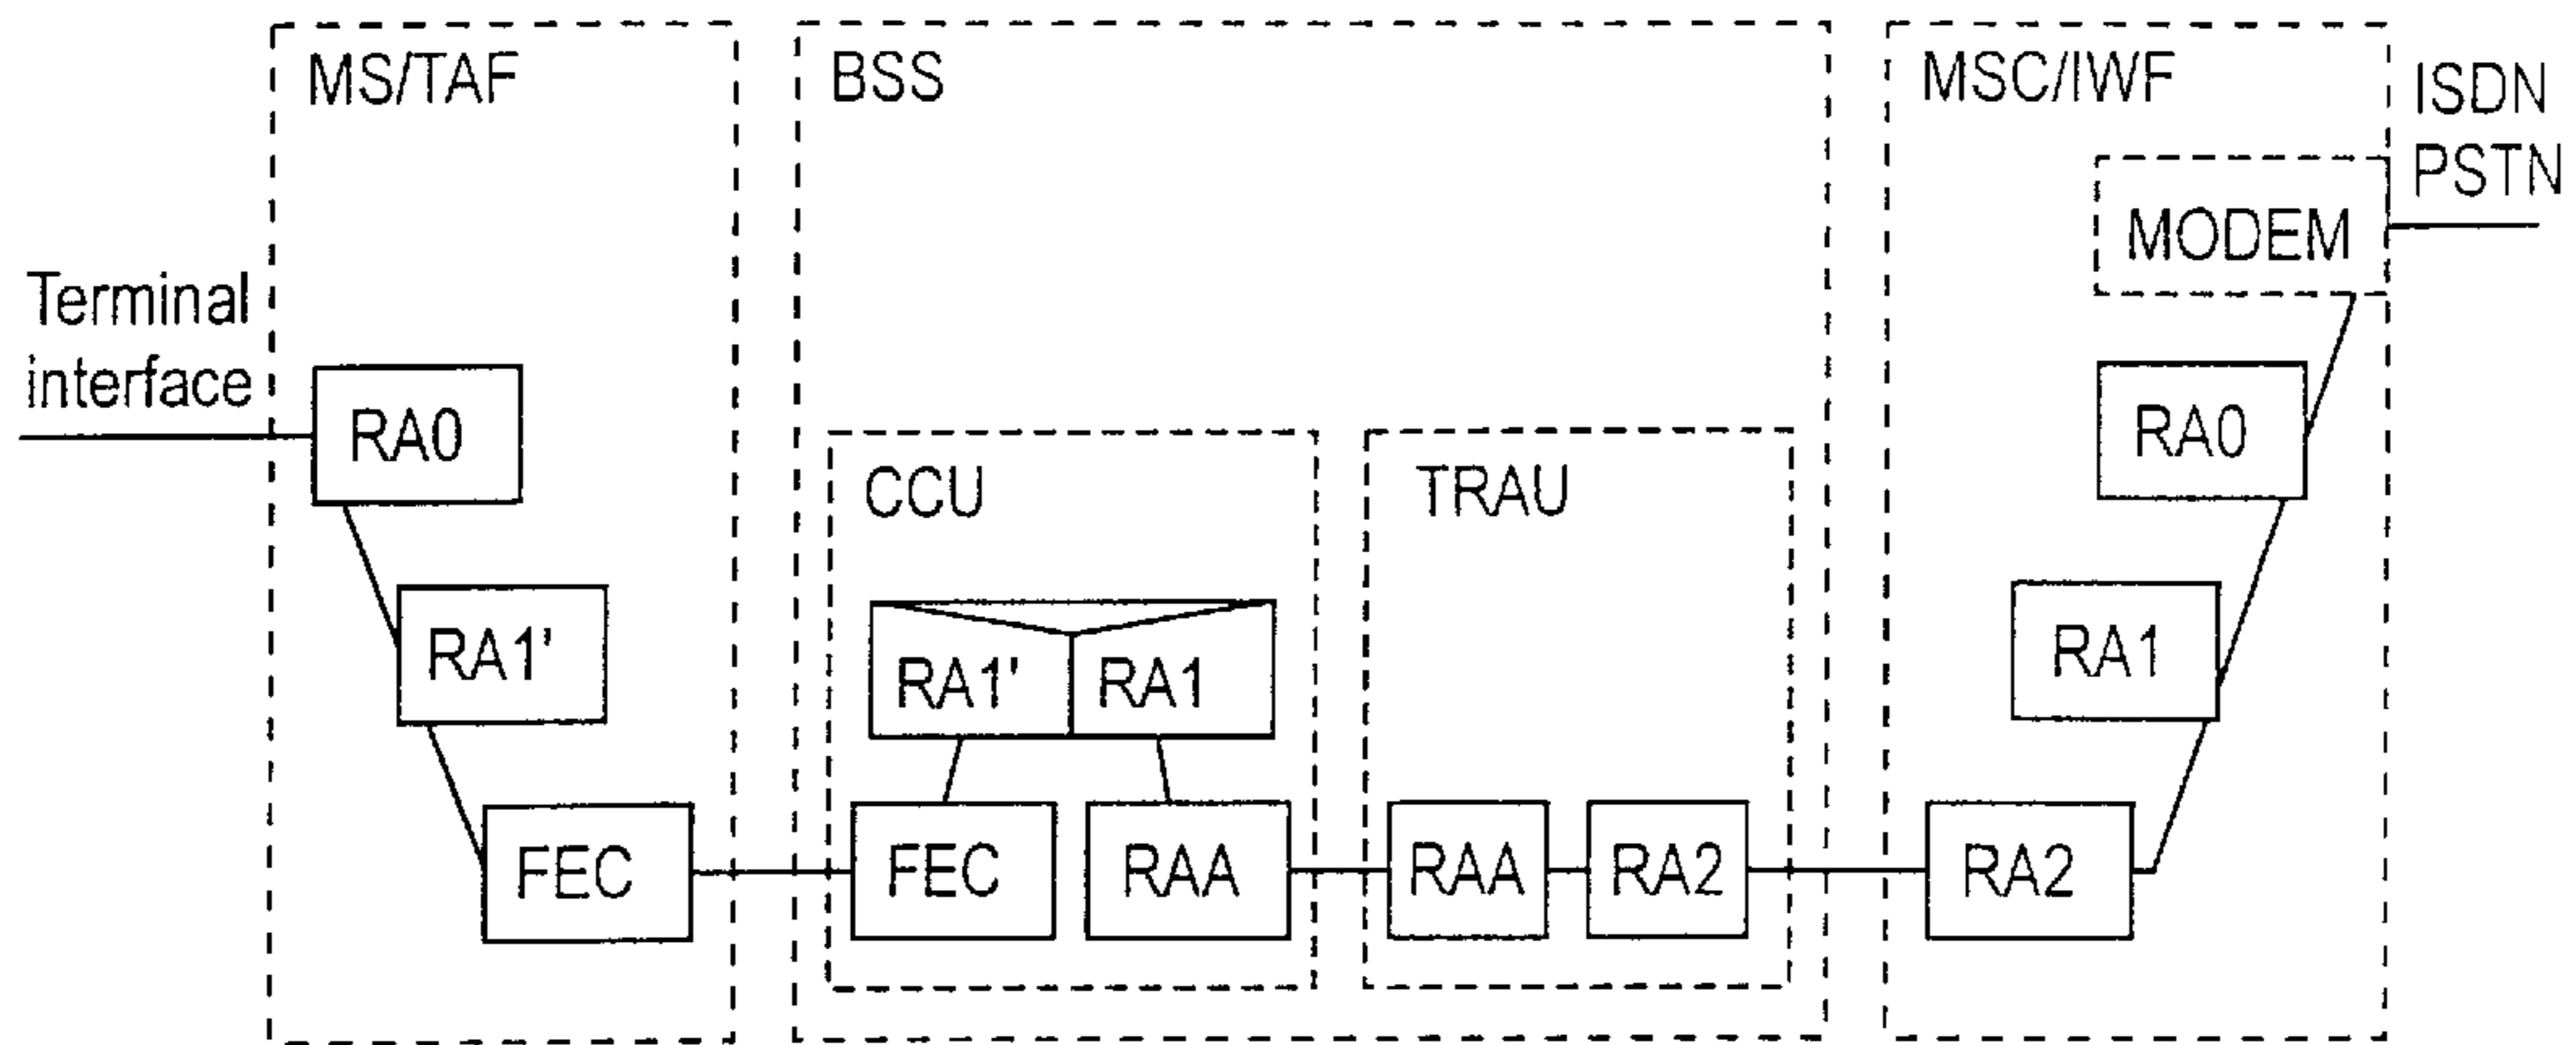 MS/TAF
BSS
MSC/IWF
ISDN
PSTN
MODEM
Terminal
interface
RA0
RA0
CCU
TRAU
RA1'
RA1'
RA1
RA1
FEC
FEC
RAA
RAA
RA2
RA2